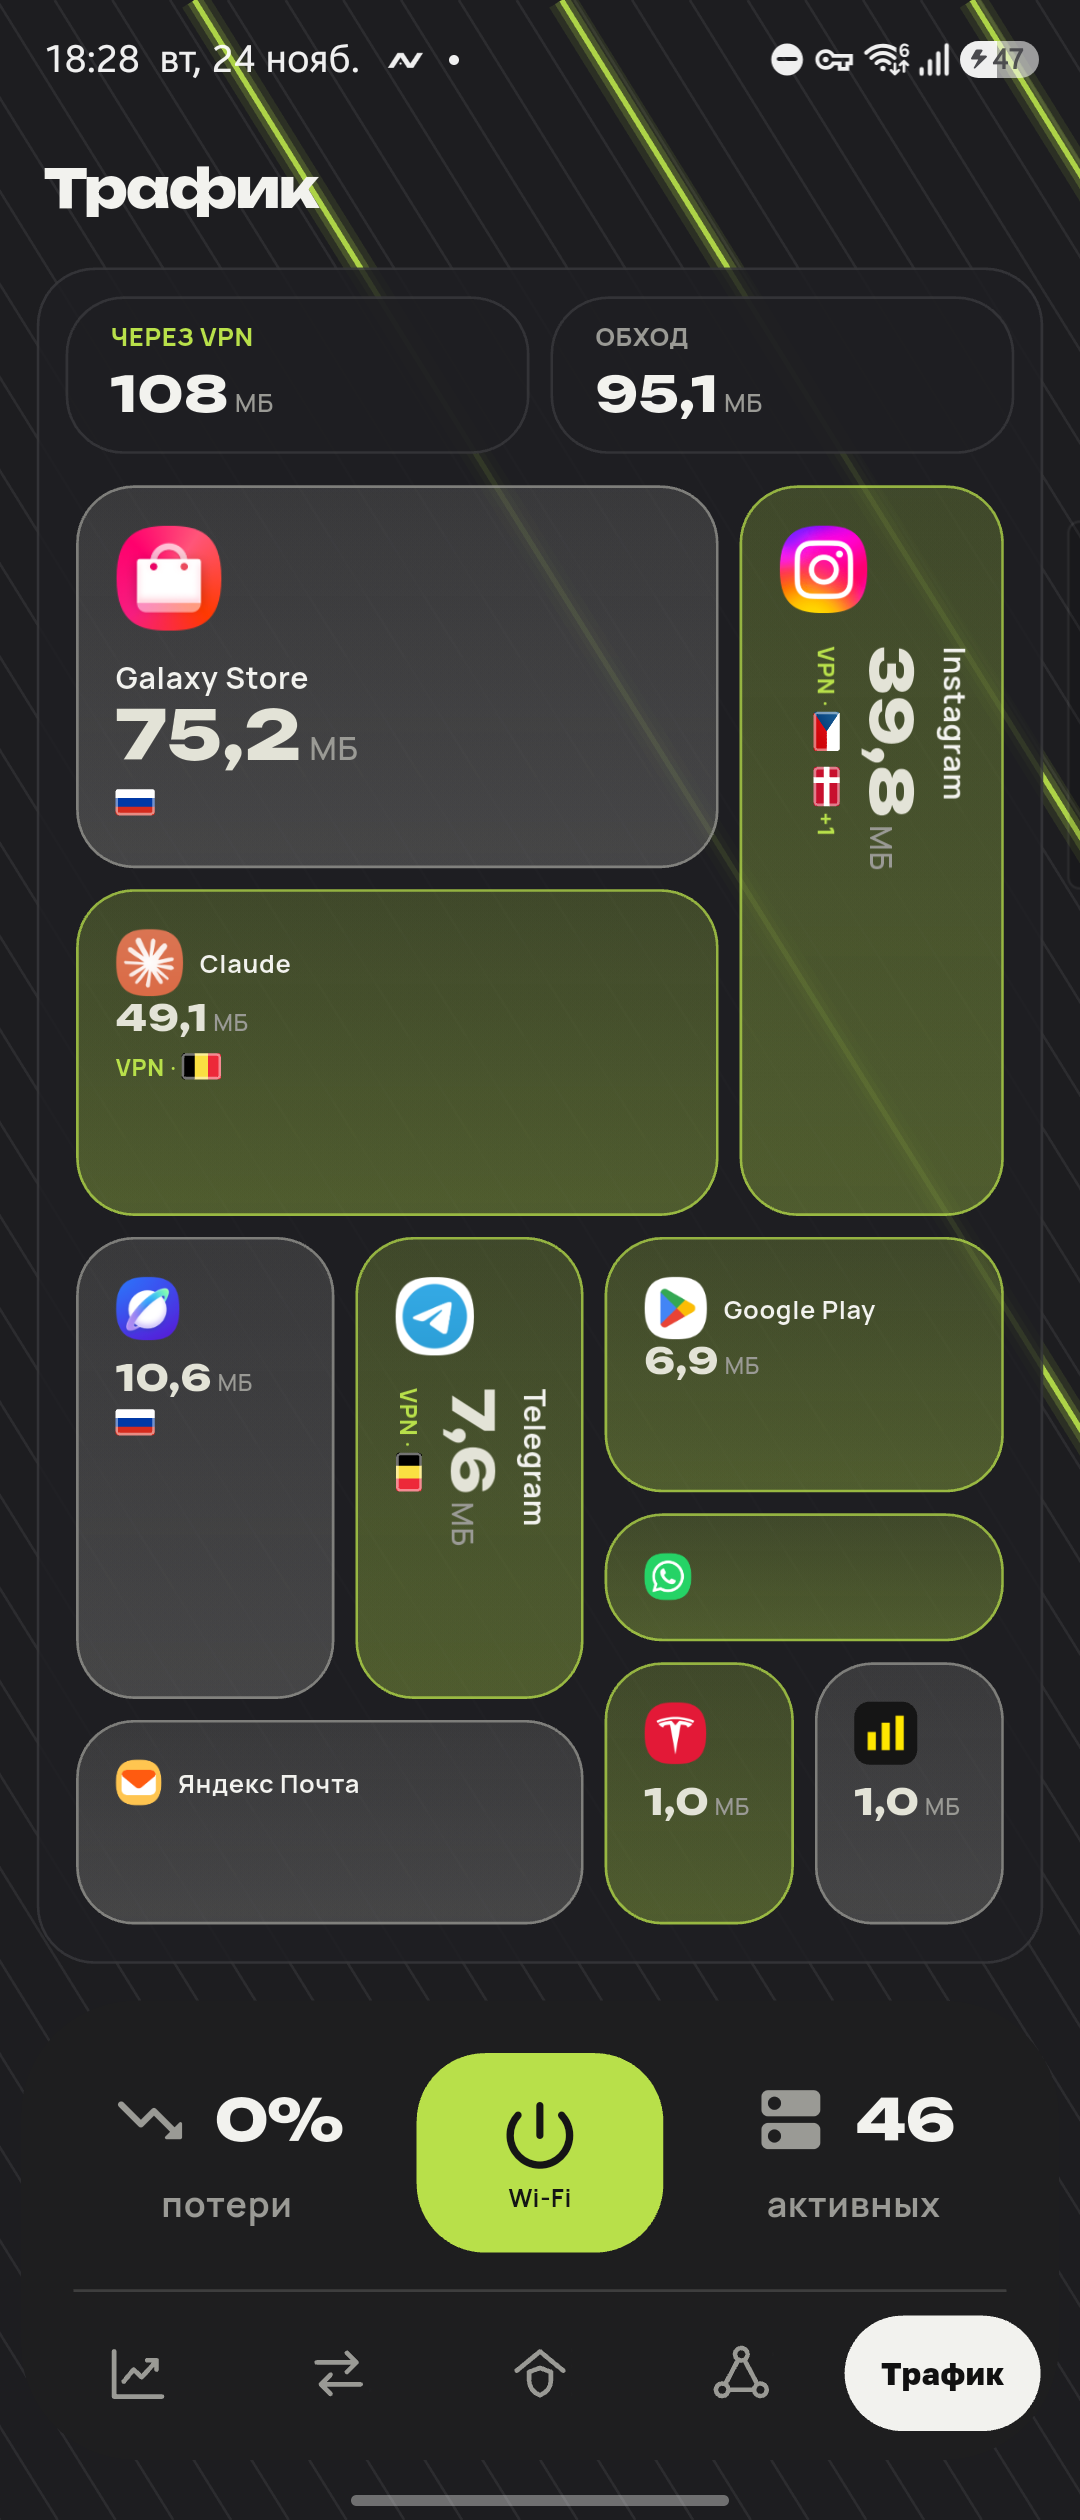 18:28 вт, 24 нояб.
6
47
Трафик
ЧЕРЕЗ VPN
108 МБ
ОБХОД
95,1 МБ
Galaxy Store
75,2 МБ
Instagram
39,8 МБ
VPN · +1
Claude
49,1 МБ
VPN ·
10,6 МБ
Telegram
7,6 МБ
VPN ·
Google Play
6,9 МБ
Яндекс Почта
1,0 МБ
1,0 МБ
0%
потери
Wi-Fi
46
активных
Трафик